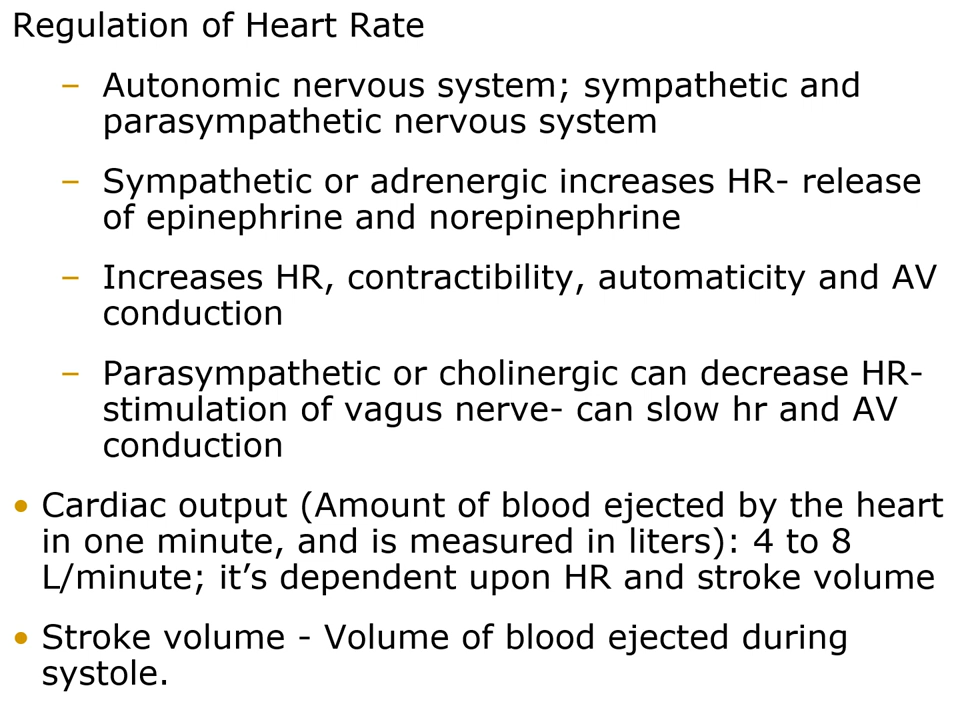 Regulation of Heart Rate
– Autonomic nervous system; sympathetic and
parasympathetic nervous system
– Sympathetic or adrenergic increases HR- release
of epinephrine and norepinephrine
– Increases HR, contractibility, automaticity and AV
conduction
– Parasympathetic or cholinergic can decrease HR-
stimulation of vagus nerve- can slow hr and AV
conduction
• Cardiac output (Amount of blood ejected by the heart
in one minute, and is measured in liters): 4 to 8
L/minute; it’s dependent upon HR and stroke volume
• Stroke volume - Volume of blood ejected during
systole.